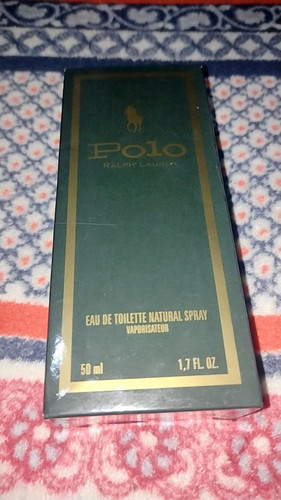 Polo
RALPH LAUREN
EAU DE TOILETTE NATURAL SPRAY
VAPORISATEUR
50 ml 1,7 FL. OZ.